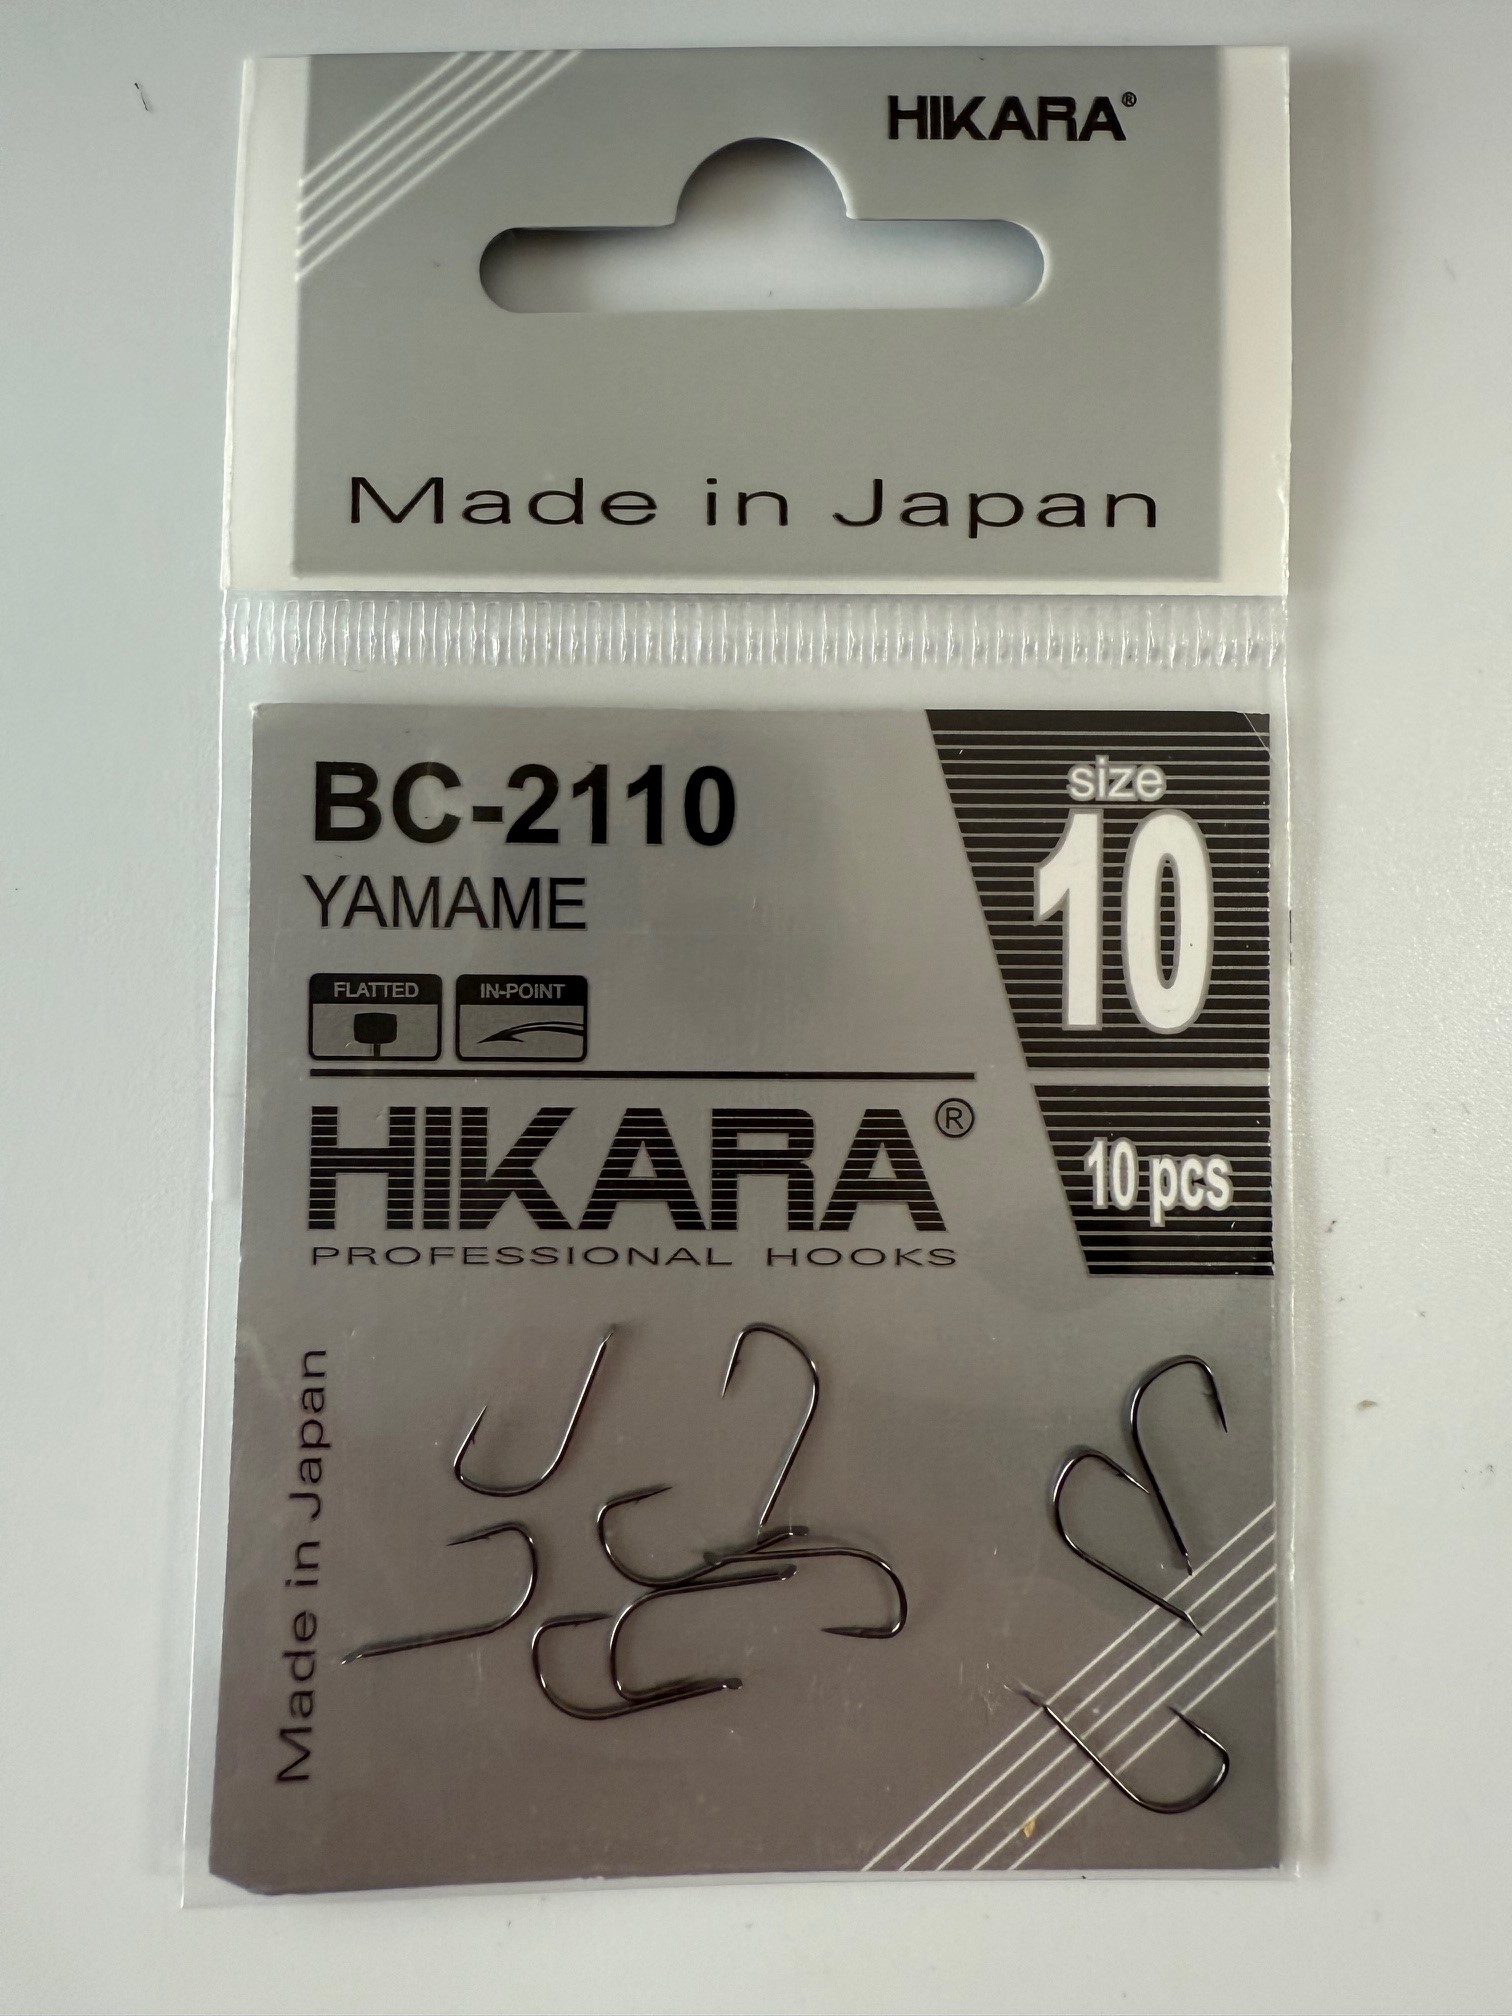 HIKARA®
Made in Japan
BC-2110
YAMAME
size
10
FLATTED
IN-POINT
HIKARA®
PROFESSIONAL HOOKS
10 pcs
Made in Japan